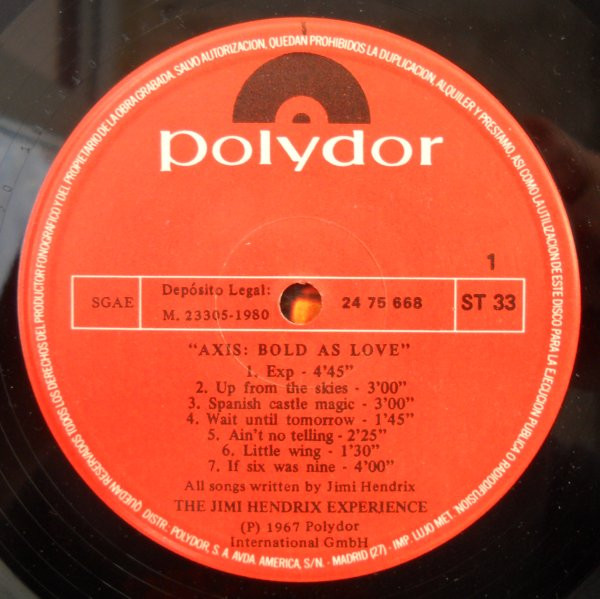 QUEDAN RESERVADOS TODOS LOS DERECHOS DEL PRODUCTOR FONOGRAFICO Y DEL PROPIETARIO DE LA OBRA GRABADA, SALVO AUTORIZACION, QUEDAN PROHIBIDOS LA DUPLICACION, ALQUILER Y PRESTAMO, ASI COMO LA UTILIZACION DE ESTE DISCO PARA LA EJECUCION PUBLICA O RADIODIFUSION
polydor
1
SGAE
Depósito Legal:
M. 23305-1980
24 75 668
ST 33
"AXIS: BOLD AS LOVE"
1. Exp - 4'45"
2. Up from the skies - 3'00"
3. Spanish castle magic - 3'00"
4. Wait until tomorrow - 1'45"
5. Ain't no telling - 2'25"
6. Little wing - 1'30"
7. If six was nine - 4'00"
All songs written by Jimi Hendrix
THE JIMI HENDRIX EXPERJENCE
(P) 1967 Polydor
International GmbH
DISTR: POLYDOR, S. A. AVDA. AMERICA, S/N. - MADRID (27) - IMP. LUJO MET.